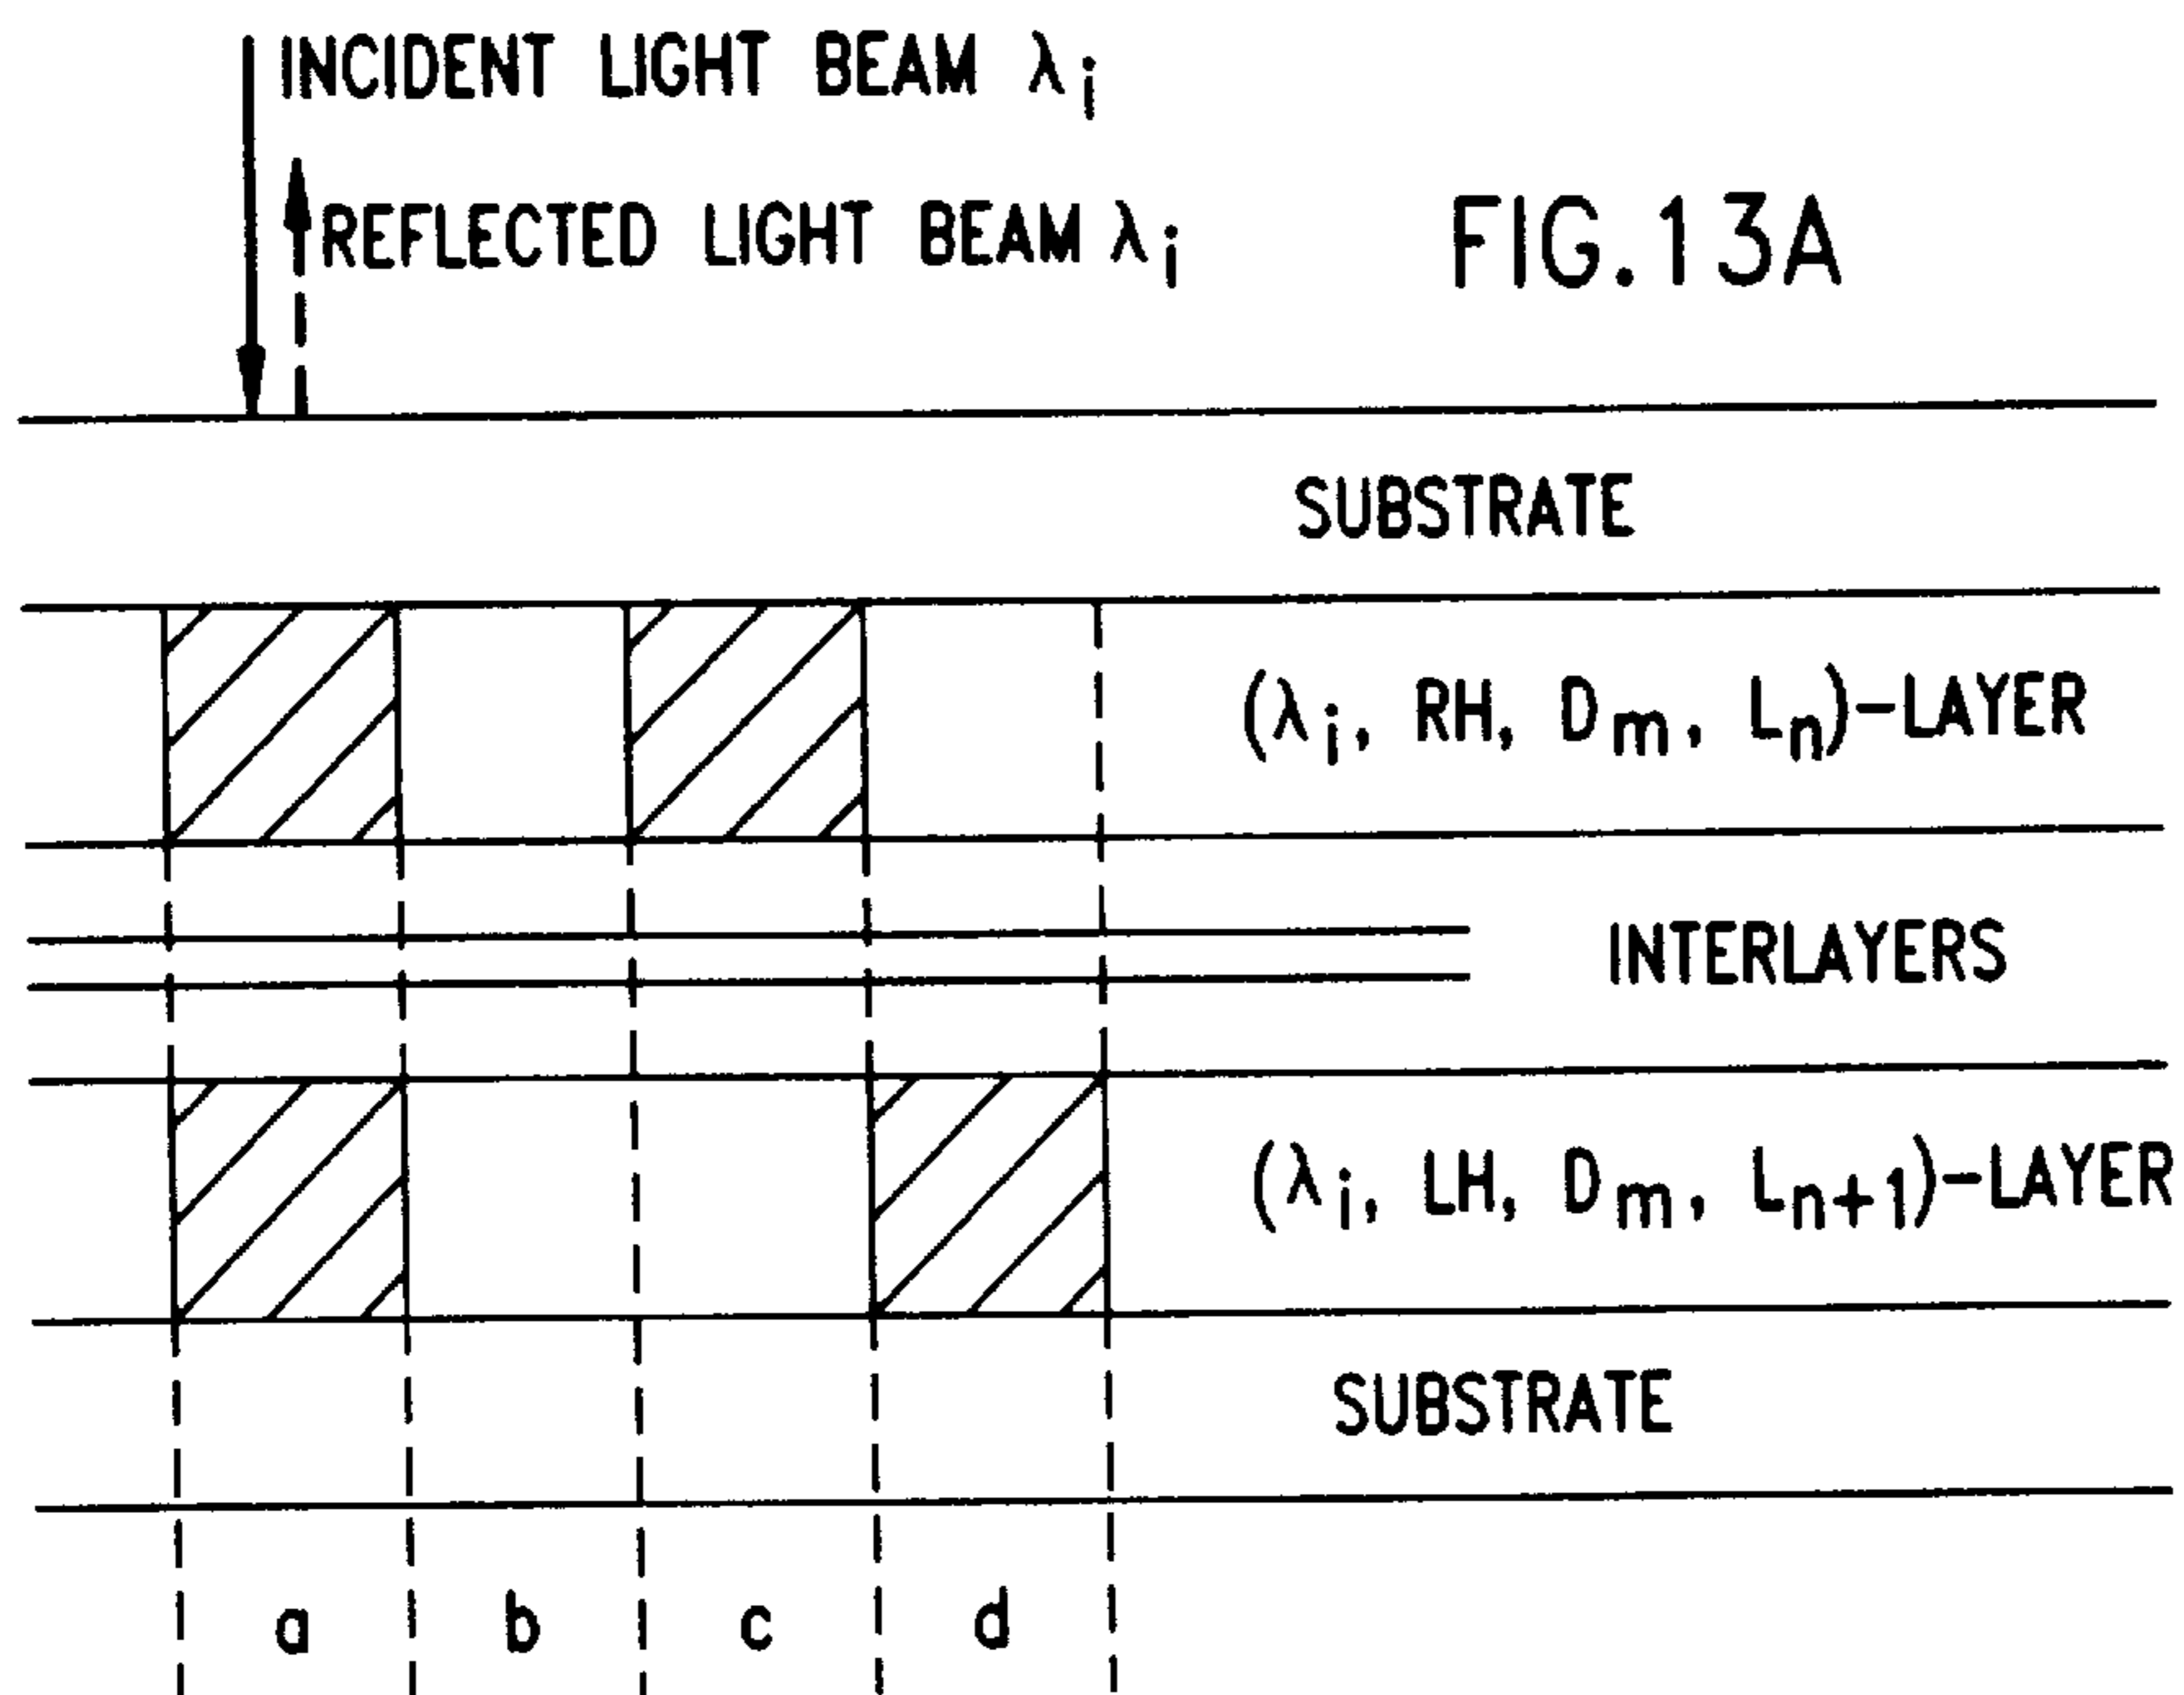 INCIDENT LIGHT BEAM λi
REFLECTED LIGHT BEAM λi
FIG.13A
SUBSTRATE
(λi, RH, Dm, Ln)-LAYER
INTERLAYERS
(λi, LH, Dm, Ln+1)-LAYER
SUBSTRATE
a b c d